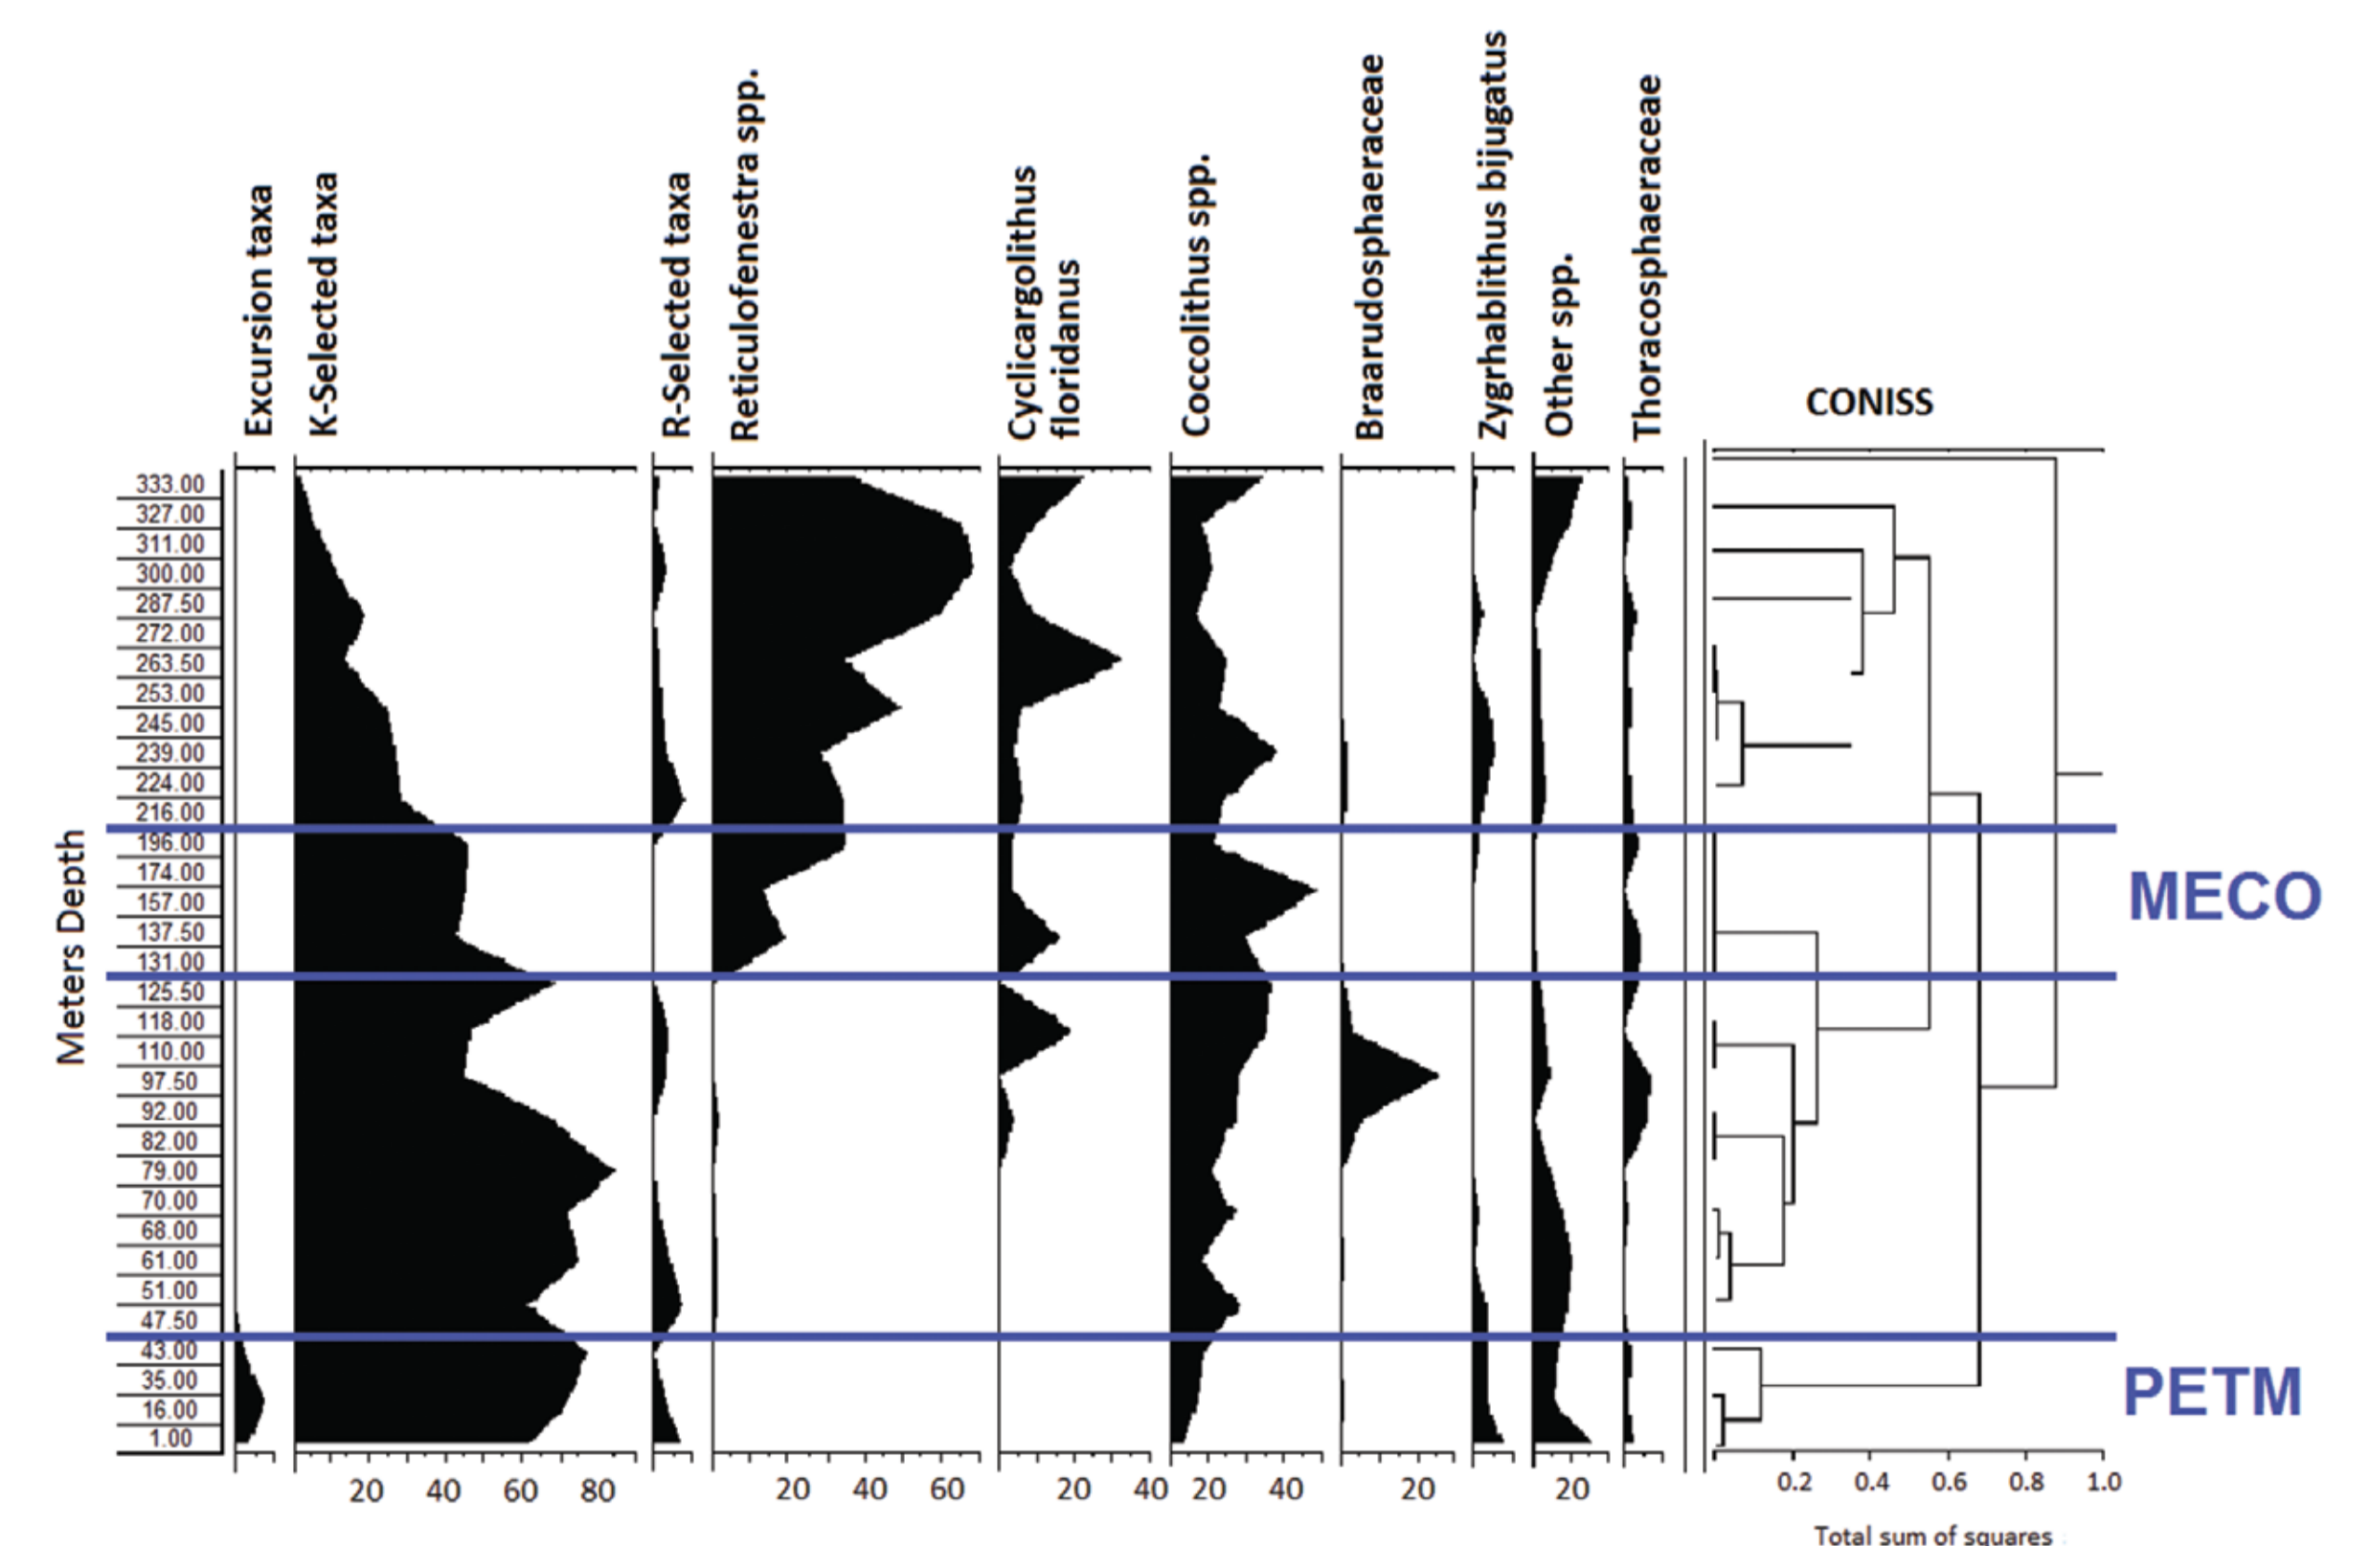 Excursion taxa
K-Selected taxa
R-Selected taxa
Reticulofenestra spp.
Cyclicargolithus
floridanus
Coccolithus spp.
Braarudosphaeraceae
Zygrhablithus bijugatus
Other spp.
Thoracosphaeraceae
CONISS
Meters Depth
333.00
327.00
311.00
300.00
287.50
272.00
263.50
253.00
245.00
239.00
224.00
216.00
196.00
174.00
157.00
137.50
131.00
125.50
118.00
110.00
97.50
92.00
82.00
79.00
70.00
68.00
61.00
51.00
47.50
43.00
35.00
16.00
1.00
MECO
PETM
20 40 60 80
20 40 60
20 40
20 40
20
20
0.2 0.4 0.6 0.8 1.0
Total sum of squares